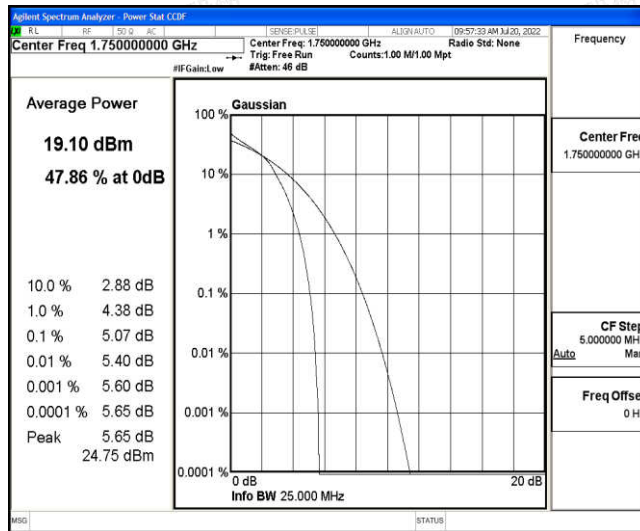 Agilent Spectrum Analyzer - Power Stat CCDF
RL RF 50 Ω AC SENSE:PULSE ALIGNAUTO 09:57:33 AM Jul 20, 2022
Center Freq 1.750000000 GHz
Center Freq: 1.750000000 GHz Radio Std: None
Trig: Free Run Counts:1.00 M/1.00 Mpt
#IFGain:Low #Atten: 46 dB
Frequency
Average Power
19.10 dBm
47.86 % at 0dB
10.0 % 2.88 dB
1.0 % 4.38 dB
0.1 % 5.07 dB
0.01 % 5.40 dB
0.001 % 5.60 dB
0.0001 % 5.65 dB
Peak 5.65 dB
24.75 dBm
Gaussian
100 %
10 %
1 %
0.1 %
0.01 %
0.001 %
0.0001 %
0 dB 20 dB
Info BW 25.000 MHz
Center Fre
1.750000000 GH
CF Step
5.000000 MH
Auto Ma
Freq Offse
0 H
MSG STATUS